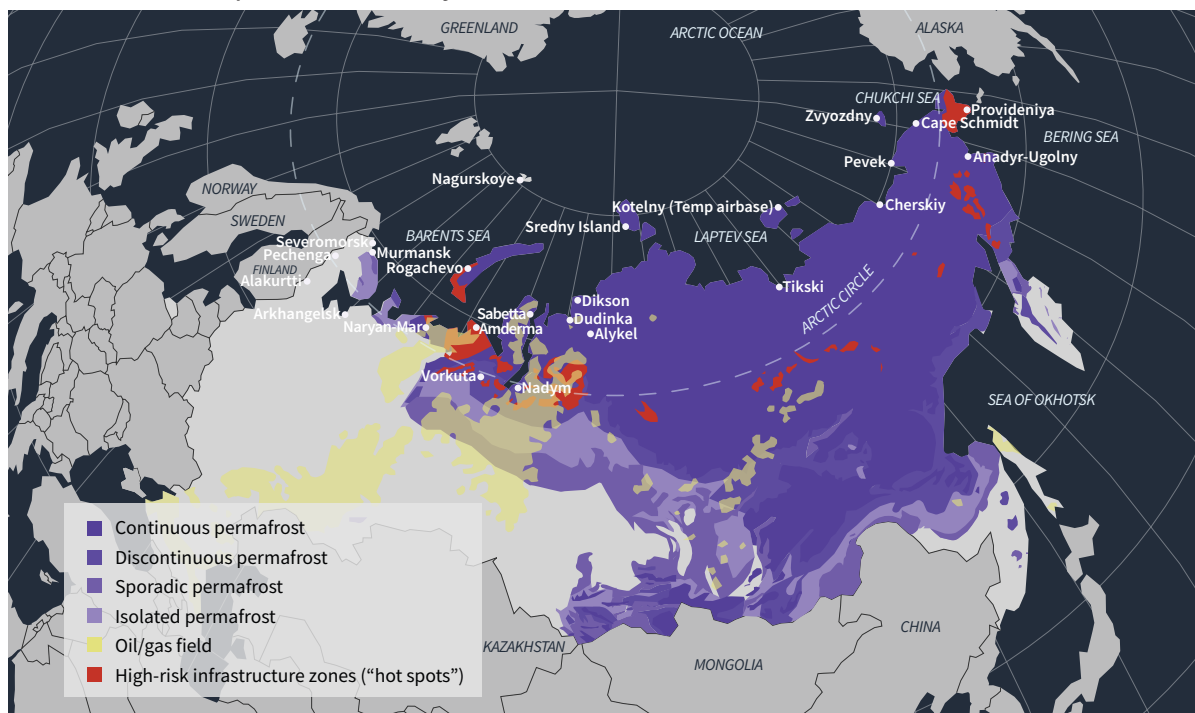 GREENLAND
ARCTIC OCEAN
ALASKA
CHUKCHI SEA
Zvyozdny
Provideniya
Cape Schmidt
BERING SEA
Pevek
Anadyr-Ugolny
Nagurskoye
NORWAY
Kotelny (Temp airbase)
Cherskiy
SWEDEN
Sredny Island
BARENTS SEA
LAPTEV SEA
Severomorsk
Murmansk
Pechenga
Rogachevo
FINLAND
Alakurtti
Tikski
ARCTIC CIRCLE
Dikson
Arkhangelsk
Sabetta
Dudinka
Naryan-Mar
Amderma
Alykel
Vorkuta
Nadym
SEA OF OKHOTSK
Continuous permafrost
Discontinuous permafrost
Sporadic permafrost
Isolated permafrost
Oil/gas field
High-risk infrastructure zones (“hot spots”)
KAZAKHSTAN
MONGOLIA
CHINA